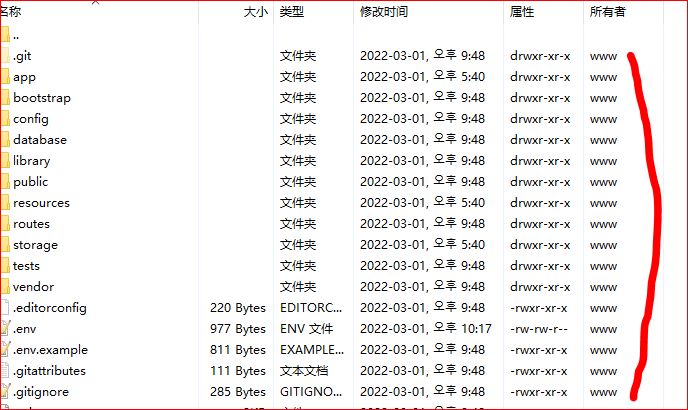 名称 大小 类型 修改时间 属性 所有者
..
.git 文件夹 2022-03-01, 오후 9:48 drwxr-xr-x www
app 文件夹 2022-03-01, 오후 5:40 drwxr-xr-x www
bootstrap 文件夹 2022-03-01, 오후 9:48 drwxr-xr-x www
config 文件夹 2022-03-01, 오후 9:48 drwxr-xr-x www
database 文件夹 2022-03-01, 오후 9:48 drwxr-xr-x www
library 文件夹 2022-03-01, 오후 9:48 drwxr-xr-x www
public 文件夹 2022-03-01, 오후 9:48 drwxr-xr-x www
resources 文件夹 2022-03-01, 오후 5:40 drwxr-xr-x www
routes 文件夹 2022-03-01, 오후 9:48 drwxr-xr-x www
storage 文件夹 2022-03-01, 오후 5:40 drwxr-xr-x www
tests 文件夹 2022-03-01, 오후 9:48 drwxr-xr-x www
vendor 文件夹 2022-03-01, 오후 9:48 drwxr-xr-x www
.editorconfig 220 Bytes EDITORC... 2022-03-01, 오후 9:48 -rwxr-xr-x www
.env 977 Bytes ENV 文件 2022-03-01, 오후 10:17 -rw-rw-r-- www
.env.example 811 Bytes EXAMPLE... 2022-03-01, 오후 9:48 -rwxr-xr-x www
.gitattributes 111 Bytes 文本文档 2022-03-01, 오후 9:48 -rwxr-xr-x www
.gitignore 285 Bytes GITIGNO... 2022-03-01, 오후 9:48 -rwxr-xr-x www